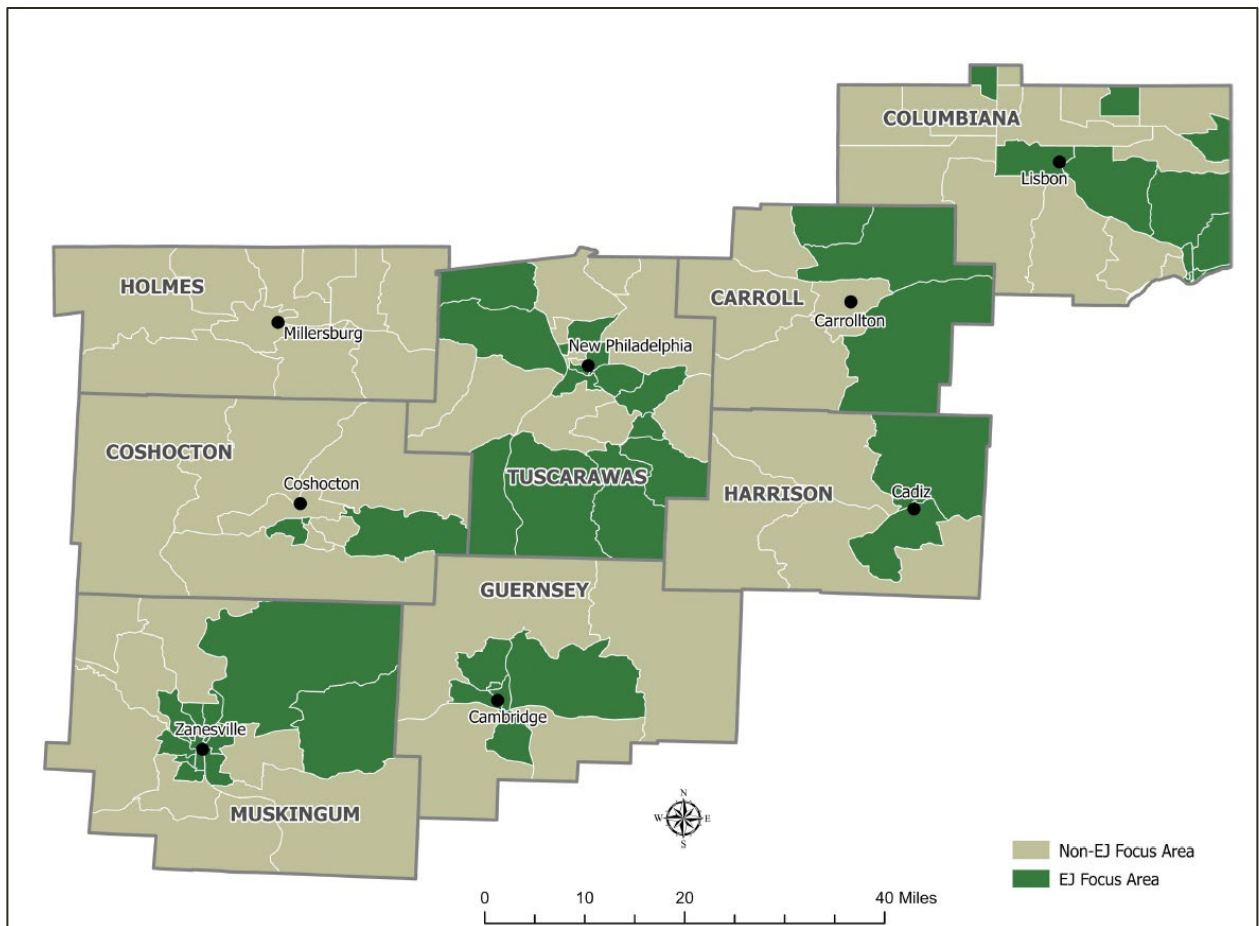 COLUMBIANA
Lisbon
HOLMES
CARROLL
Millersburg
Carrollton
New Philadelphia
COSHOCTON
Coshocton
TUSCARAWAS
HARRISON
Cadiz
GUERNSEY
Cambridge
Zanesville
MUSKINGUM
N
W E
S
Non-EJ Focus Area
EJ Focus Area
0 10 20 40 Miles